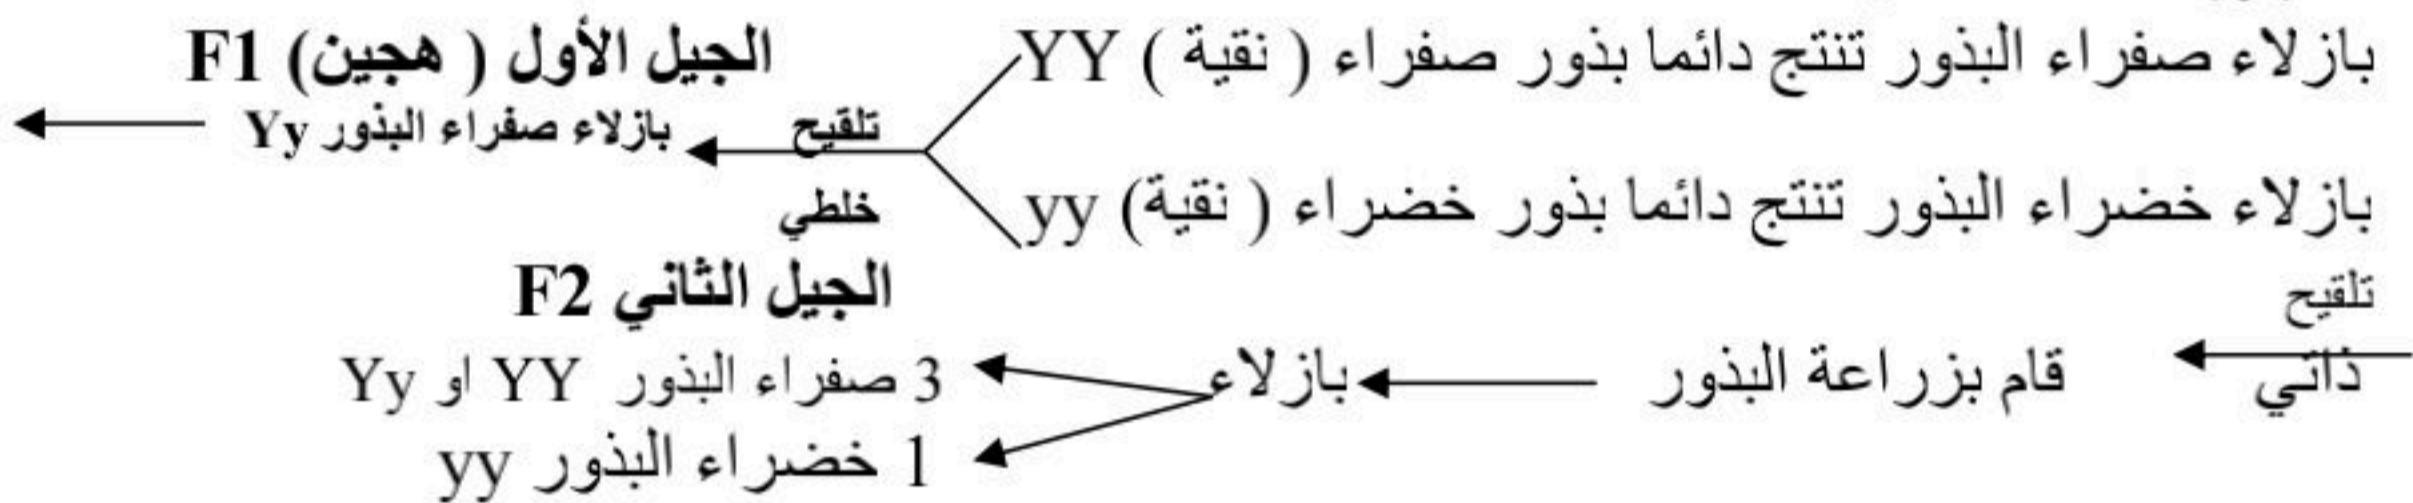 بازلاء صفراء البذور تنتج دائما بذور صفراء ( نقية ) YY
الجيل الأول ( هجين) F1
تلقيح
بازلاء صفراء البذور Yy
خلطي
بازلاء خضراء البذور تنتج دائما بذور خضراء ( نقية) yy
الجيل الثاني F2
تلقيح
ذاتي
قام بزراعة البذور
بازلاء
3 صفراء البذور YY او Yy
1 خضراء البذور yy